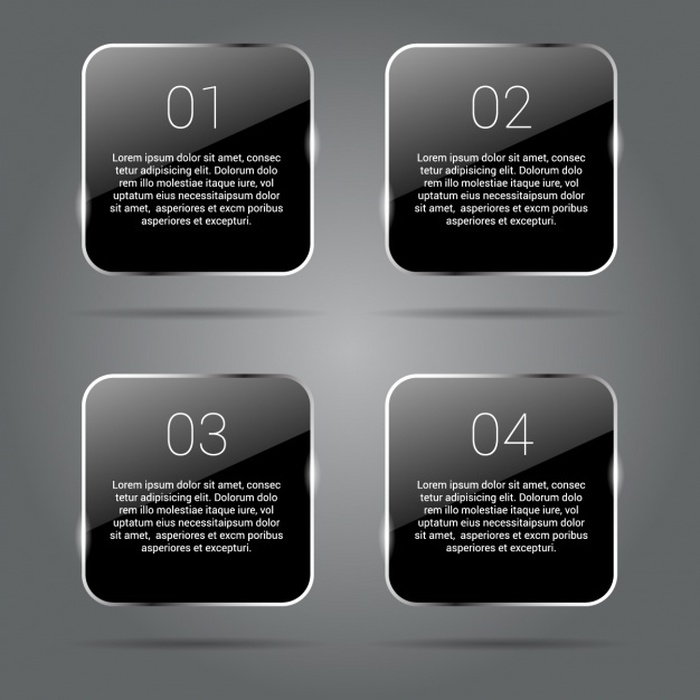 01
Lorem ipsum dolor sit amet, consec
tetur adipisicing elit. Dolorum dolo
rem illo molestiae itaque iure, vol
uptatum eius necessitaipsum dolor
sit amet, asperiores et excm poribus
asperiores et excepturi.
02
Lorem ipsum dolor sit amet, consec
tetur adipisicing elit. Dolorum dolo
rem illo molestiae itaque iure, vol
uptatum eius necessitaipsum dolor
sit amet, asperiores et excm poribus
asperiores et excepturi.
03
Lorem ipsum dolor sit amet, consec
tetur adipisicing elit. Dolorum dolo
rem illo molestiae itaque iure, vol
uptatum eius necessitaipsum dolor
sit amet, asperiores et excm poribus
asperiores et excepturi.
04
Lorem ipsum dolor sit amet, consec
tetur adipisicing elit. Dolorum dolo
rem illo molestiae itaque iure, vol
uptatum eius necessitaipsum dolor
sit amet, asperiores et excm poribus
asperiores et excepturi.